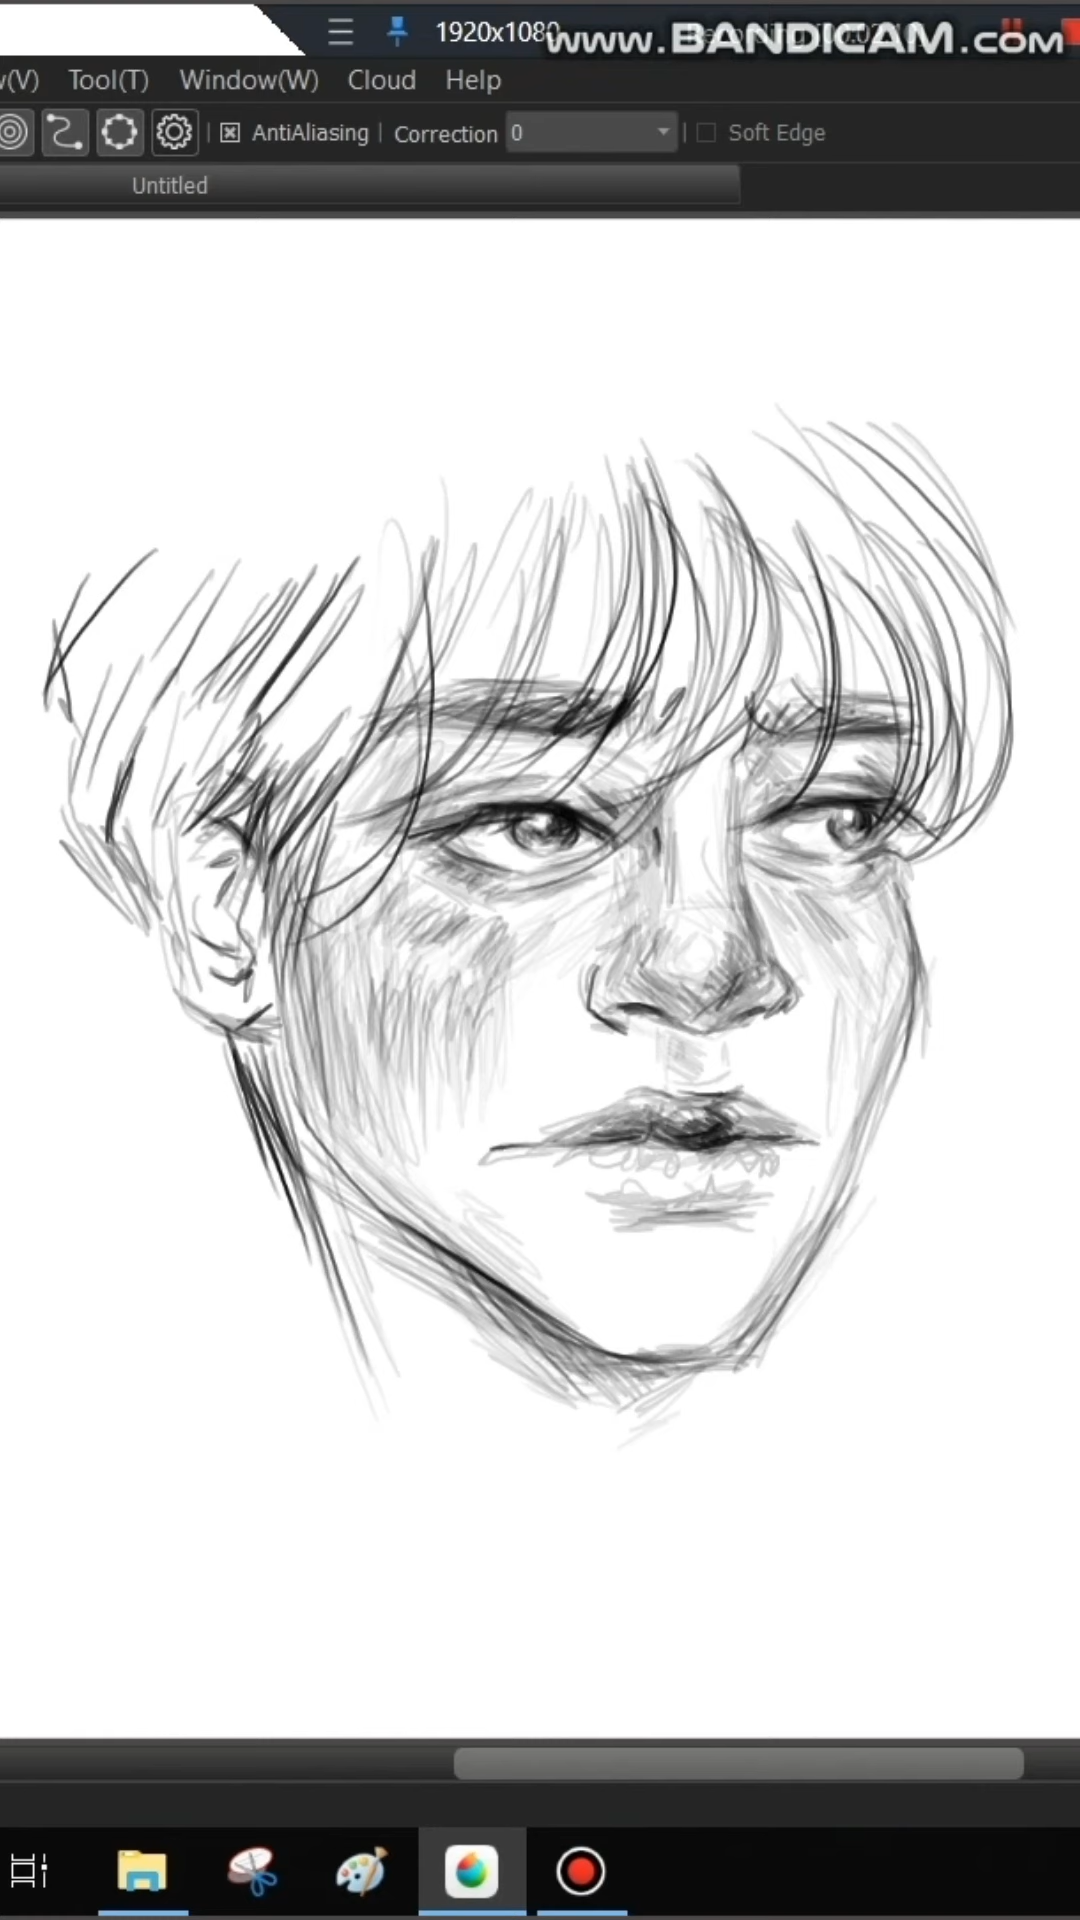 1920x1080
www.BANDICAM.com
(V) Tool(T) Window(W) Cloud Help
AntiAliasing Correction 0 Soft Edge
Untitled